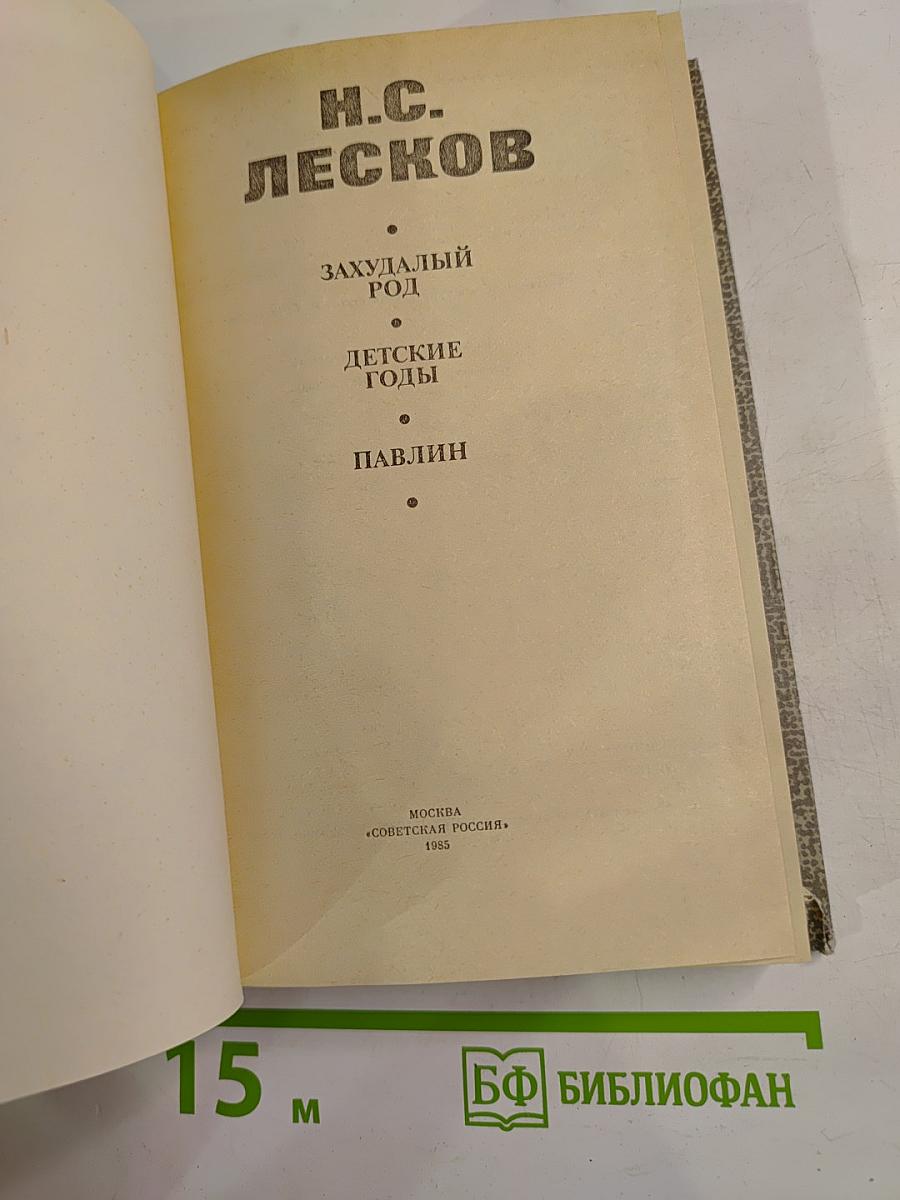 Н.С.
ЛЕСКОВ
ЗАХУДАЛЫЙ
РОД
ДЕТСКИЕ
ГОДЫ
ПАВЛИН
МОСКВА
«СОВЕТСКАЯ РОССИЯ»
1985
15 м
БФ БИБЛИОФАН